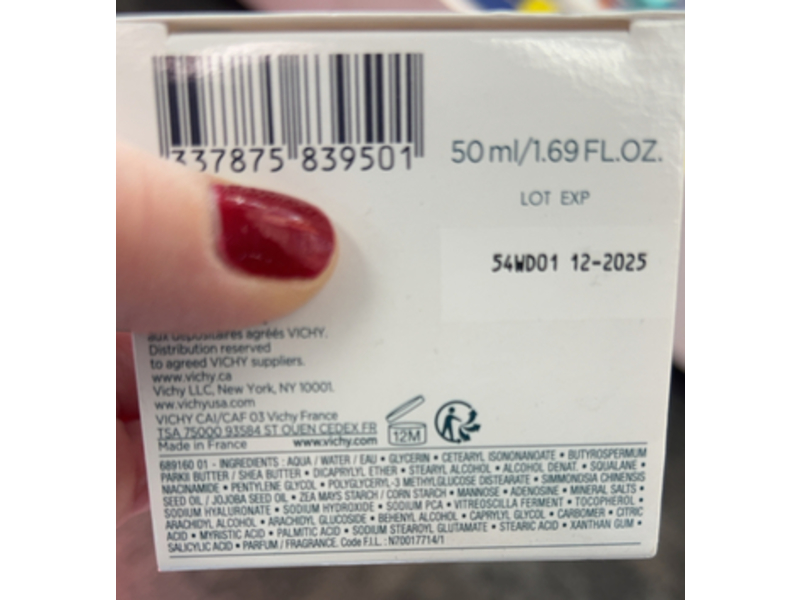 337875 839501
50 ml/1.69 FL.OZ.
LOT EXP
54WD01 12-2025
aux dépositaires agréés VICHY.
Distribution reserved
to agreed VICHY suppliers.
www.vichy.ca
Vichy LLC, New York, NY 10001.
ww.vichyusa.com
VICHY CAI/CAF 03 Vichy France
TSA 75000 93584 ST OUEN CEDEX FR
Made in France www.vichy.com
12M
689160 01 - INGREDIENTS : AQUA / WATER / EAU • GLYCERIN • CETEARYL ISONONANOATE • BUTYROSPERMUM
PARKII BUTTER / SHEA BUTTER • DICAPRYLYL ETHER • STEARYL ALCOHOL • ALCOHOL DENAT. • SQUALANE •
NIACINAMIDE • PENTYLENE GLYCOL • POLYGLYCERYL-3 METHYLGLUCOSE DISTEARATE • SIMMONDSIA CHINENSIS
SEED OIL / JOJOBA SEED OIL • ZEA MAYS STARCH / CORN STARCH • MANNOSE • ADENOSINE • MINERAL SALTS •
SODIUM HYALURONATE • SODIUM HYDROXIDE • SODIUM PCA • VITREOSCILLA FERMENT • TOCOPHEROL •
ARACHIDYL ALCOHOL • ARACHIDYL GLUCOSIDE • BEHENYL ALCOHOL • CAPRYLYL GLYCOL • CARBOMER • CITRIC
ACID • MYRISTIC ACID • PALMITIC ACID • SODIUM STEAROYL GLUTAMATE • STEARIC ACID • XANTHAN GUM •
SALICYLIC ACID • PARFUM / FRAGRANCE. Code F.I.L. : N70017714/1